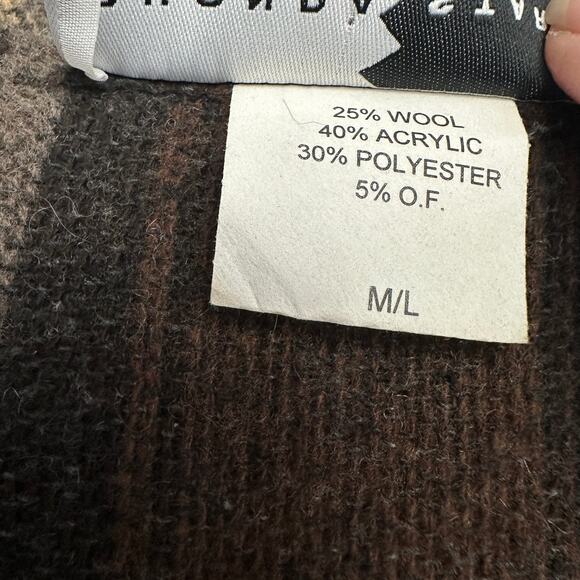 25% WOOL
40% ACRYLIC
30% POLYESTER
5% O.F.
M/L